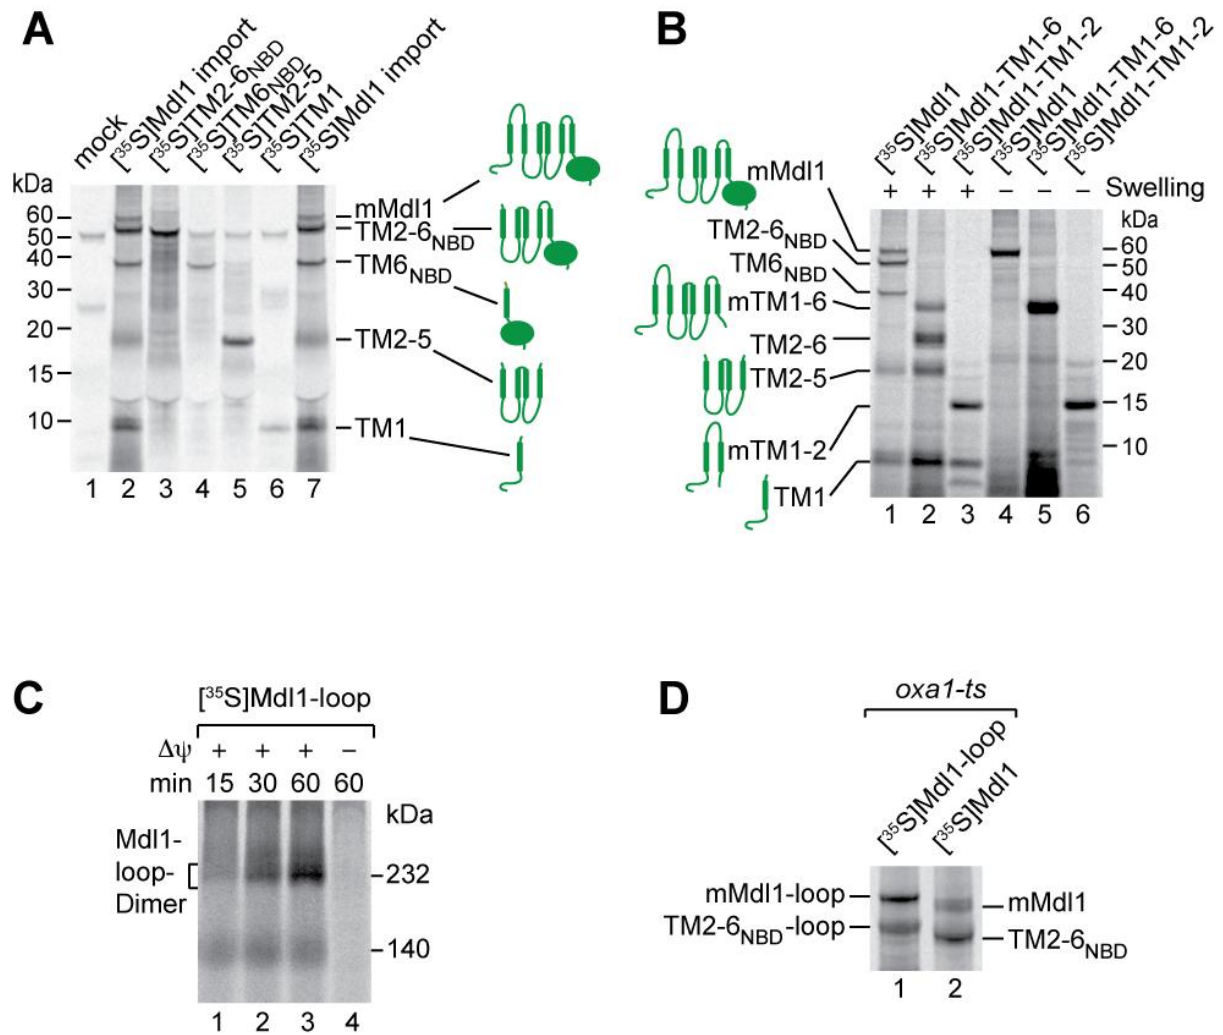 A
mock
[³⁵S]Mdl1 import
[³⁵S]TM2-6NBD
[³⁵S]TM6NBD
[³⁵S]TM2-5
[³⁵S]TM1
[³⁵S]Mdl1 import
kDa
60
50
40
30
20
15
10
mMdl1
TM2-6NBD
TM6NBD
TM2-5
TM1
1 2 3 4 5 6 7
B
[³⁵S]Mdl1
[³⁵S]Mdl1-TM1-6
[³⁵S]Mdl1-TM1-2
[³⁵S]Mdl1
[³⁵S]Mdl1-TM1-6
[³⁵S]Mdl1-TM1-2
+ + + − − − Swelling
kDa
mMdl1
TM2-6NBD
TM6NBD
mTM1-6
TM2-6
TM2-5
mTM1-2
TM1
60
50
40
30
20
15
10
1 2 3 4 5 6
C
[³⁵S]Mdl1-loop
Δψ + + + −
min 15 30 60 60
kDa
Mdl1-
loop-
Dimer
232
140
1 2 3 4
D
oxa1-ts
[³⁵S]Mdl1-loop
[³⁵S]Mdl1
mMdl1-loop
TM2-6NBD-loop
mMdl1
TM2-6NBD
1 2